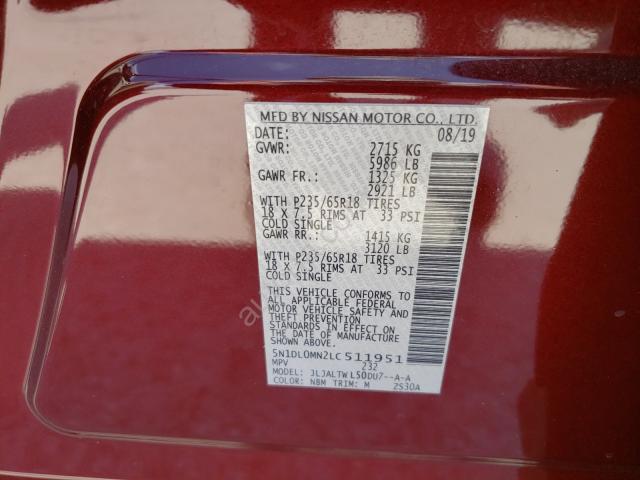 MFD BY NISSAN MOTOR CO., LTD.
DATE: 08/19
GVWR: 2715 KG
5986 LB
GAWR FR.: 1325 KG
2921 LB
WITH P235/65R18 TIRES
18 X 7.5 RIMS AT 33 PSI
COLD SINGLE
GAWR RR.: 1415 KG
3120 LB
WITH P235/65R18 TIRES
18 X 7.5 RIMS AT 33 PSI
COLD SINGLE
THIS VEHICLE CONFORMS TO
ALL APPLICABLE FEDERAL
MOTOR VEHICLE SAFETY AND
THEFT PREVENTION
STANDARDS IN EFFECT ON
THE DATE OF MANUFACTURE
SHOWN ABOVE.
5N1DL0MN2LC511951
MPV 232
MODEL: JLJALTWL50DU7--A-A
COLOR: NBM TRIM: M 2S30A